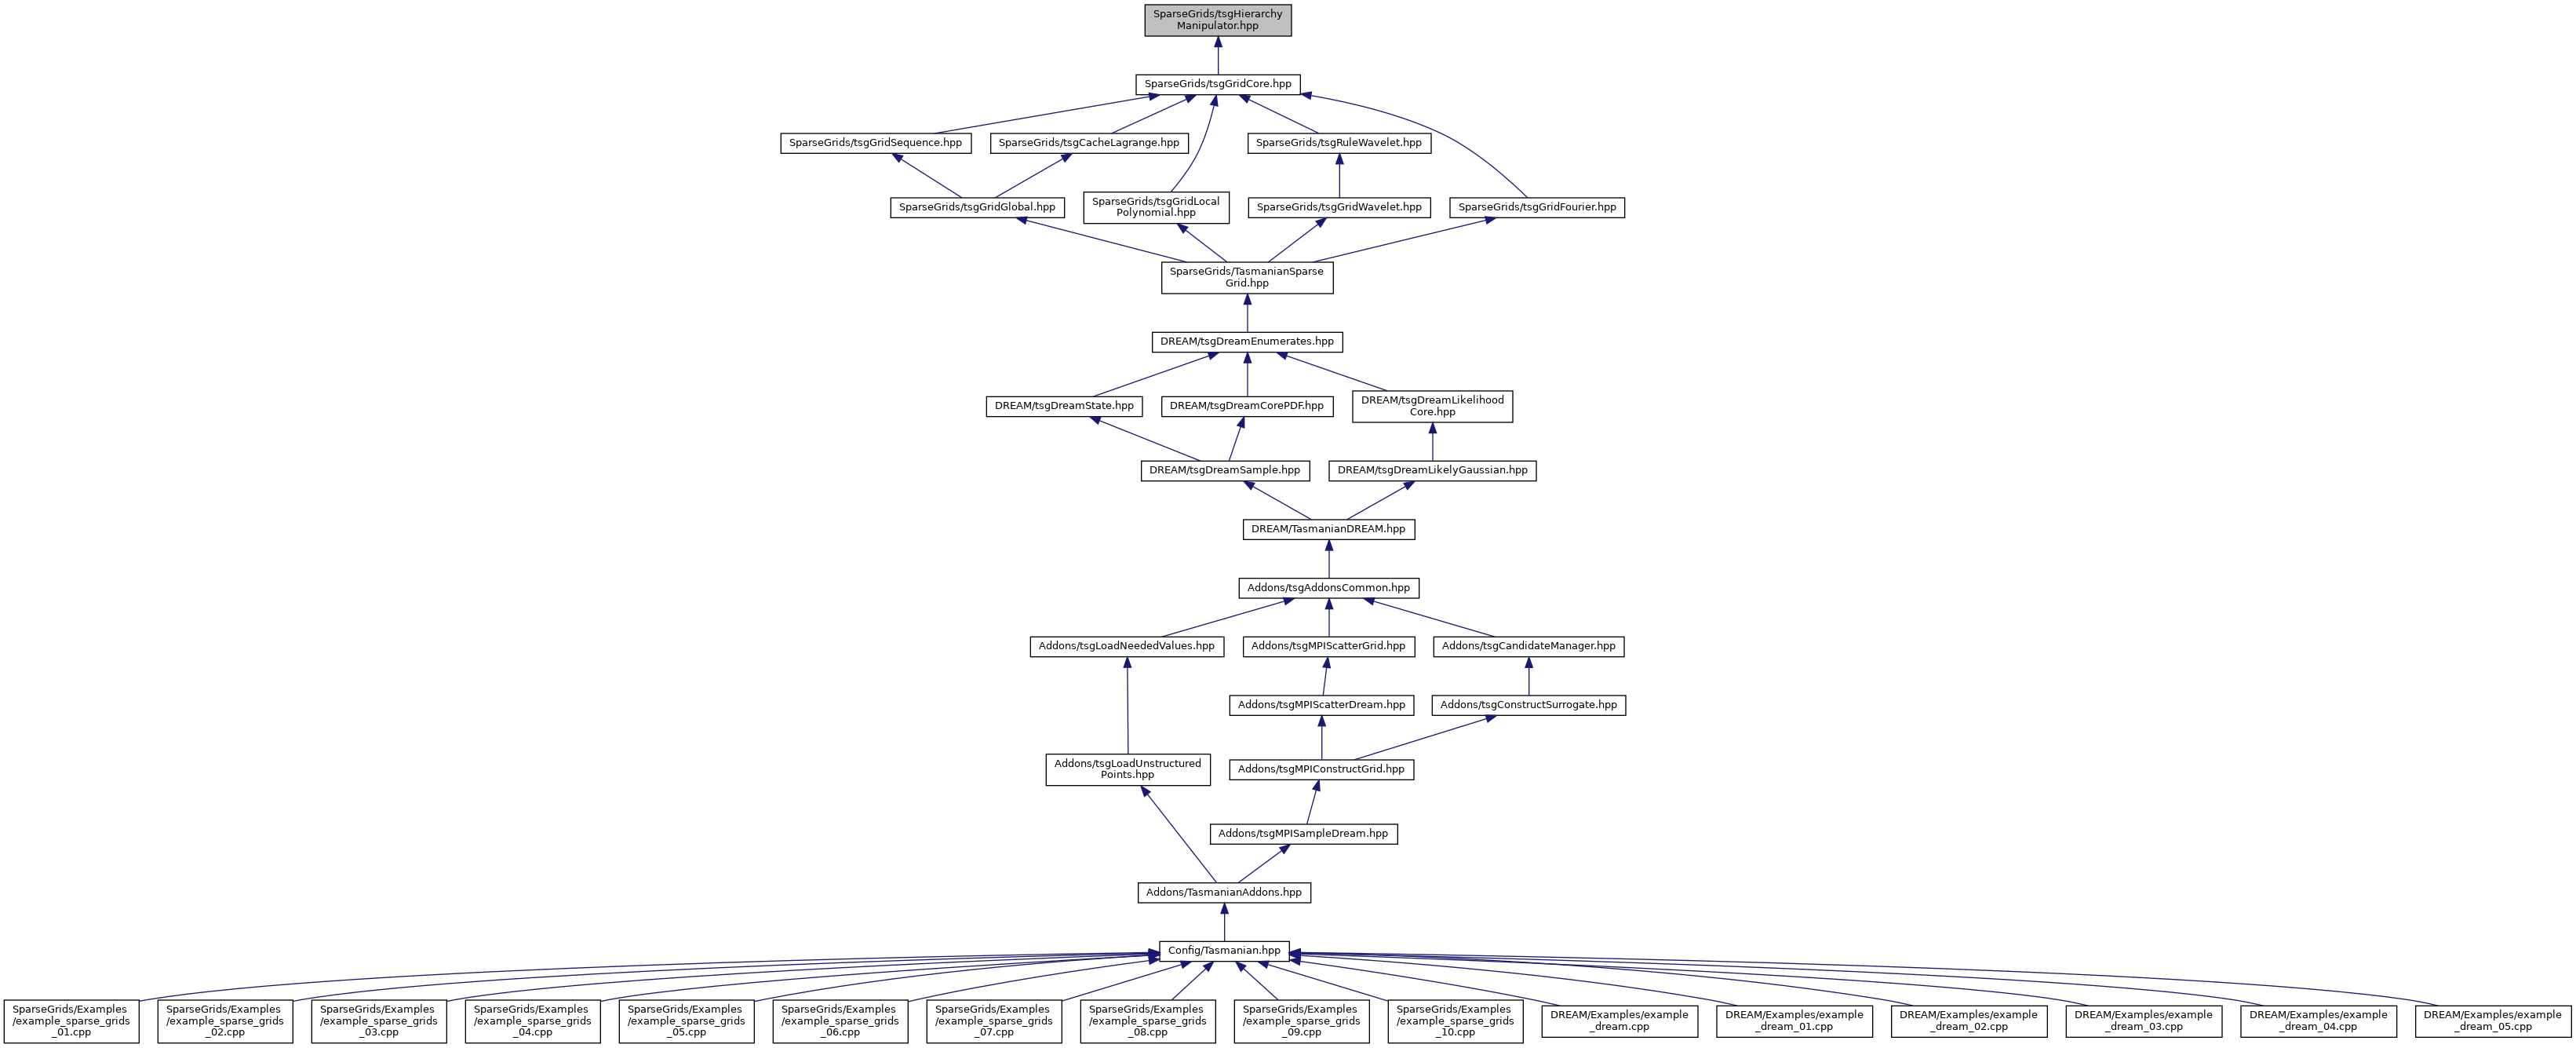 SparseGrids/tsgHierarchy
Manipulator.hpp
SparseGrids/tsgGridCore.hpp
SparseGrids/tsgGridSequence.hpp
SparseGrids/tsgCacheLagrange.hpp
SparseGrids/tsgRuleWavelet.hpp
SparseGrids/tsgGridGlobal.hpp
SparseGrids/tsgGridLocal
Polynomial.hpp
SparseGrids/tsgGridWavelet.hpp
SparseGrids/tsgGridFourier.hpp
SparseGrids/TasmanianSparse
Grid.hpp
DREAM/tsgDreamEnumerates.hpp
DREAM/tsgDreamState.hpp
DREAM/tsgDreamCorePDF.hpp
DREAM/tsgDreamLikelihood
Core.hpp
DREAM/tsgDreamSample.hpp
DREAM/tsgDreamLikelyGaussian.hpp
DREAM/TasmanianDREAM.hpp
Addons/tsgAddonsCommon.hpp
Addons/tsgLoadNeededValues.hpp
Addons/tsgMPIScatterGrid.hpp
Addons/tsgCandidateManager.hpp
Addons/tsgMPIScatterDream.hpp
Addons/tsgConstructSurrogate.hpp
Addons/tsgLoadUnstructured
Points.hpp
Addons/tsgMPIConstructGrid.hpp
Addons/tsgMPISampleDream.hpp
Addons/TasmanianAddons.hpp
Config/Tasmanian.hpp
SparseGrids/Examples
/example_sparse_grids
_01.cpp
SparseGrids/Examples
/example_sparse_grids
_02.cpp
SparseGrids/Examples
/example_sparse_grids
_03.cpp
SparseGrids/Examples
/example_sparse_grids
_04.cpp
SparseGrids/Examples
/example_sparse_grids
_05.cpp
SparseGrids/Examples
/example_sparse_grids
_06.cpp
SparseGrids/Examples
/example_sparse_grids
_07.cpp
SparseGrids/Examples
/example_sparse_grids
_08.cpp
SparseGrids/Examples
/example_sparse_grids
_09.cpp
SparseGrids/Examples
/example_sparse_grids
_10.cpp
DREAM/Examples/example
_dream.cpp
DREAM/Examples/example
_dream_01.cpp
DREAM/Examples/example
_dream_02.cpp
DREAM/Examples/example
_dream_03.cpp
DREAM/Examples/example
_dream_04.cpp
DREAM/Examples/example
_dream_05.cpp